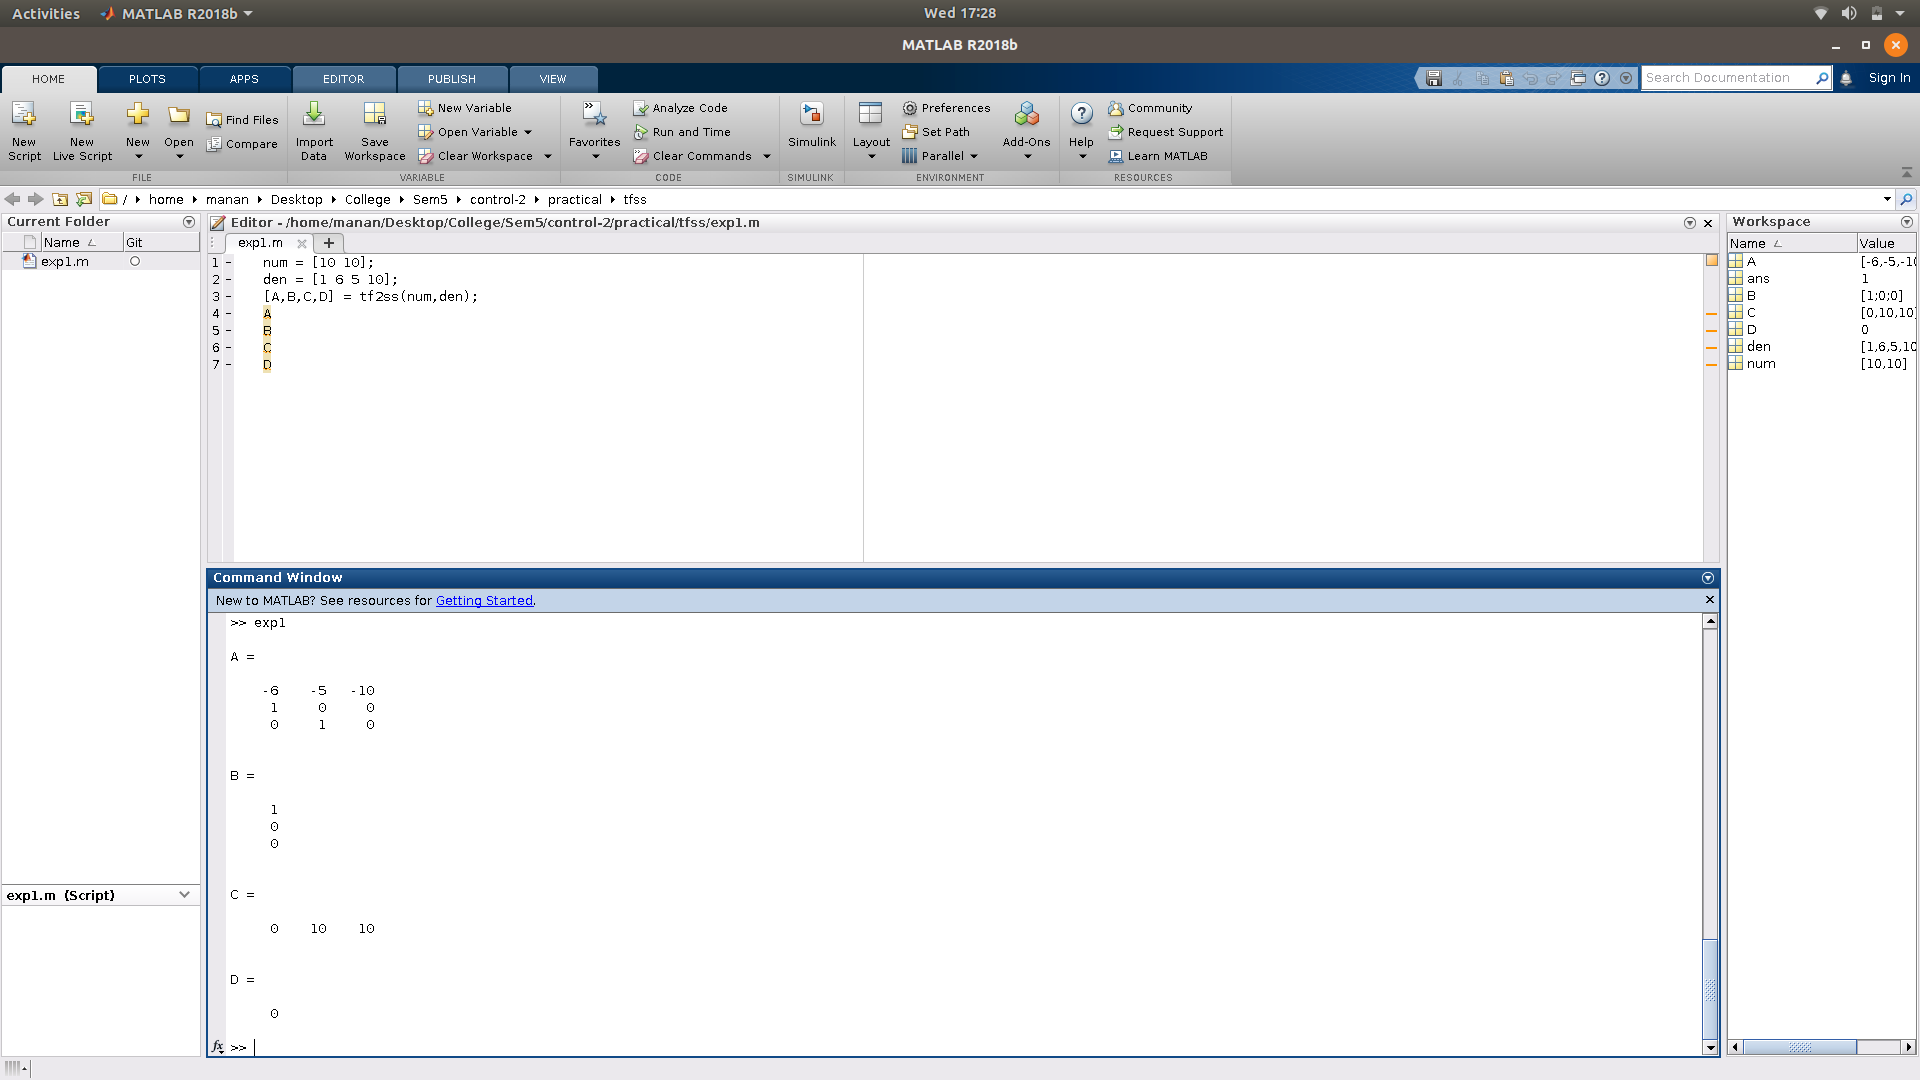 Activities MATLAB R2018b Wed 17:28
MATLAB R2018b
HOME PLOTS APPS EDITOR PUBLISH VIEW Search Documentation Sign In
New Script New Live Script New Open Find Files Compare Import Data Save Workspace New Variable Open Variable Clear Workspace Favorites Analyze Code Run and Time Clear Commands Simulink Layout Preferences Set Path Parallel Add-Ons Help Community Request Support Learn MATLAB
FILE VARIABLE CODE SIMULINK ENVIRONMENT RESOURCES
/ home manan Desktop College Sem5 control-2 practical tfss
Current Folder
Name Git
exp1.m
exp1.m (Script)
Editor - /home/manan/Desktop/College/Sem5/control-2/practical/tfss/exp1.m
exp1.m
1 - num = [10 10];
2 - den = [1 6 5 10];
3 - [A,B,C,D] = tf2ss(num,den);
4 - A
5 - B
6 - C
7 - D
Command Window
New to MATLAB? See resources for Getting Started.
>> exp1
A =
-6 -5 -10
1 0 0
0 1 0
B =
1
0
0
C =
0 10 10
D =
0
fx >>
Workspace
Name Value
A [-6,-5,-10
ans 1
B [1;0;0]
C [0,10,10]
D 0
den [1,6,5,10
num [10,10]